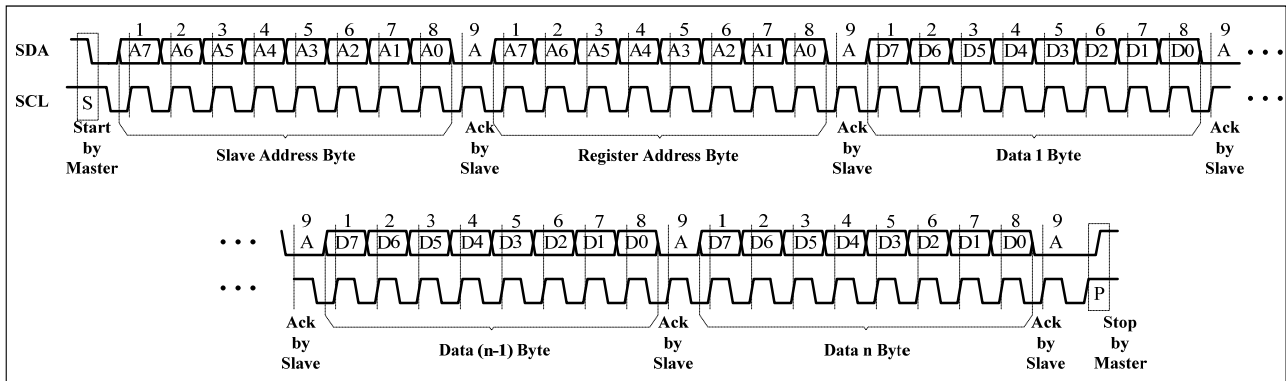 1 2 3 4 5 6 7 8 9 1 2 3 4 5 6 7 8 9 1 2 3 4 5 6 7 8 9
SDA A7 A6 A5 A4 A3 A2 A1 A0 A A7 A6 A5 A4 A3 A2 A1 A0 A D7 D6 D5 D4 D3 D2 D1 D0 A • • •
SCL S • • •
Start by Master
Slave Address Byte
Ack by Slave
Register Address Byte
Ack by Slave
Data 1 Byte
Ack by Slave
9 1 2 3 4 5 6 7 8 9 1 2 3 4 5 6 7 8 9
• • • A D7 D6 D5 D4 D3 D2 D1 D0 A D7 D6 D5 D4 D3 D2 D1 D0 A
• • • P
Ack by Slave
Data (n-1) Byte
Ack by Slave
Data n Byte
Ack by Slave
Stop by Master